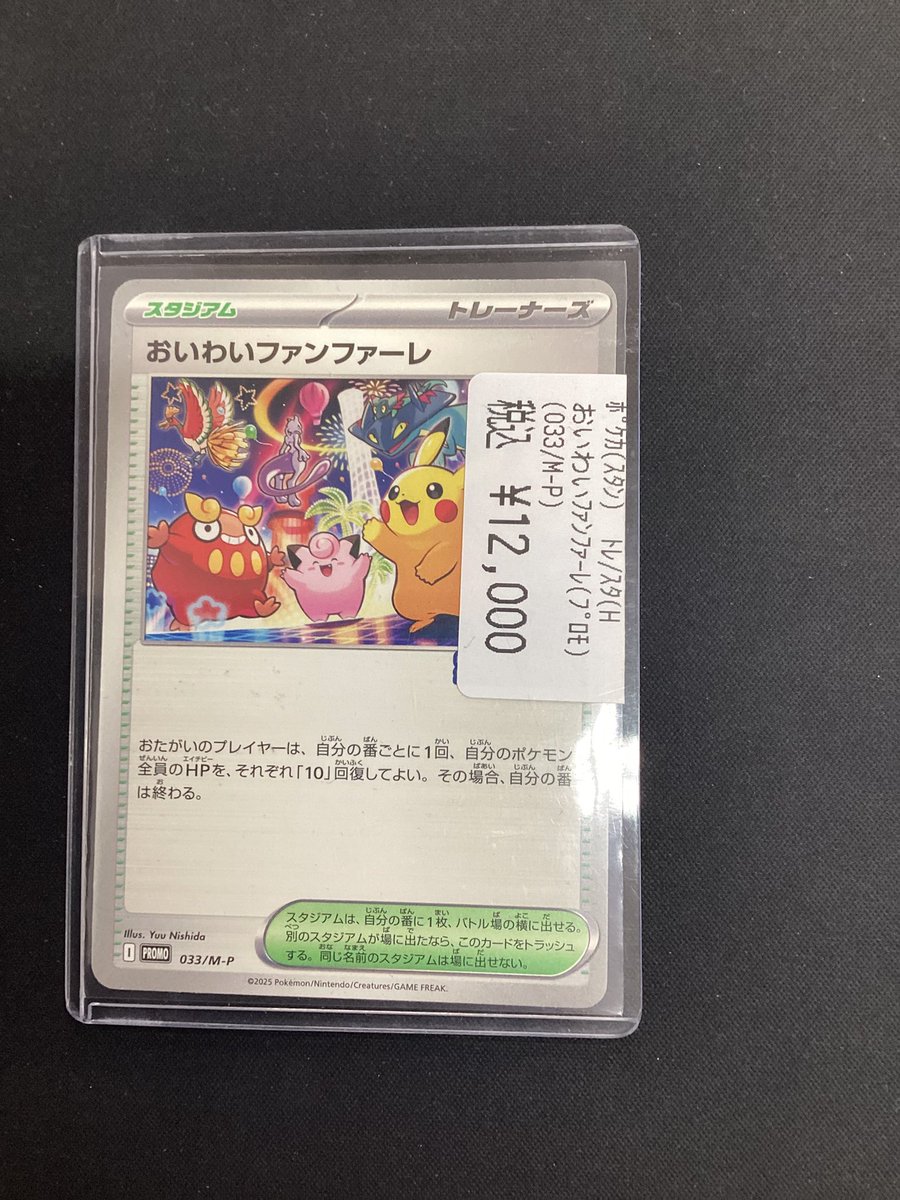 スタジアム
トレーナーズ
おいわいファンファーレ
ﾎﾟｹｶ(ｽﾀﾝ) ﾄﾚ/ｽﾀ(H
おいわいﾌｧﾝﾌｧｰﾚ(ﾌﾟﾛﾓ)
(033/M-P)
税込 ¥12,000
おたがいのプレイヤーは、自分の番ごとに1回、自分のポケモン
全員のHPを、それぞれ「10」回復してよい。その場合、自分の番
は終わる。
スタジアムは、自分の番に1枚、バトル場の横に出せる。
別のスタジアムが場に出たなら、このカードをトラッシュ
する。同じ名前のスタジアムは場に出せない。
Illus. Yuu Nishida
I PROMO 033/M-P
©2025 Pokémon/Nintendo/Creatures/GAME FREAK.